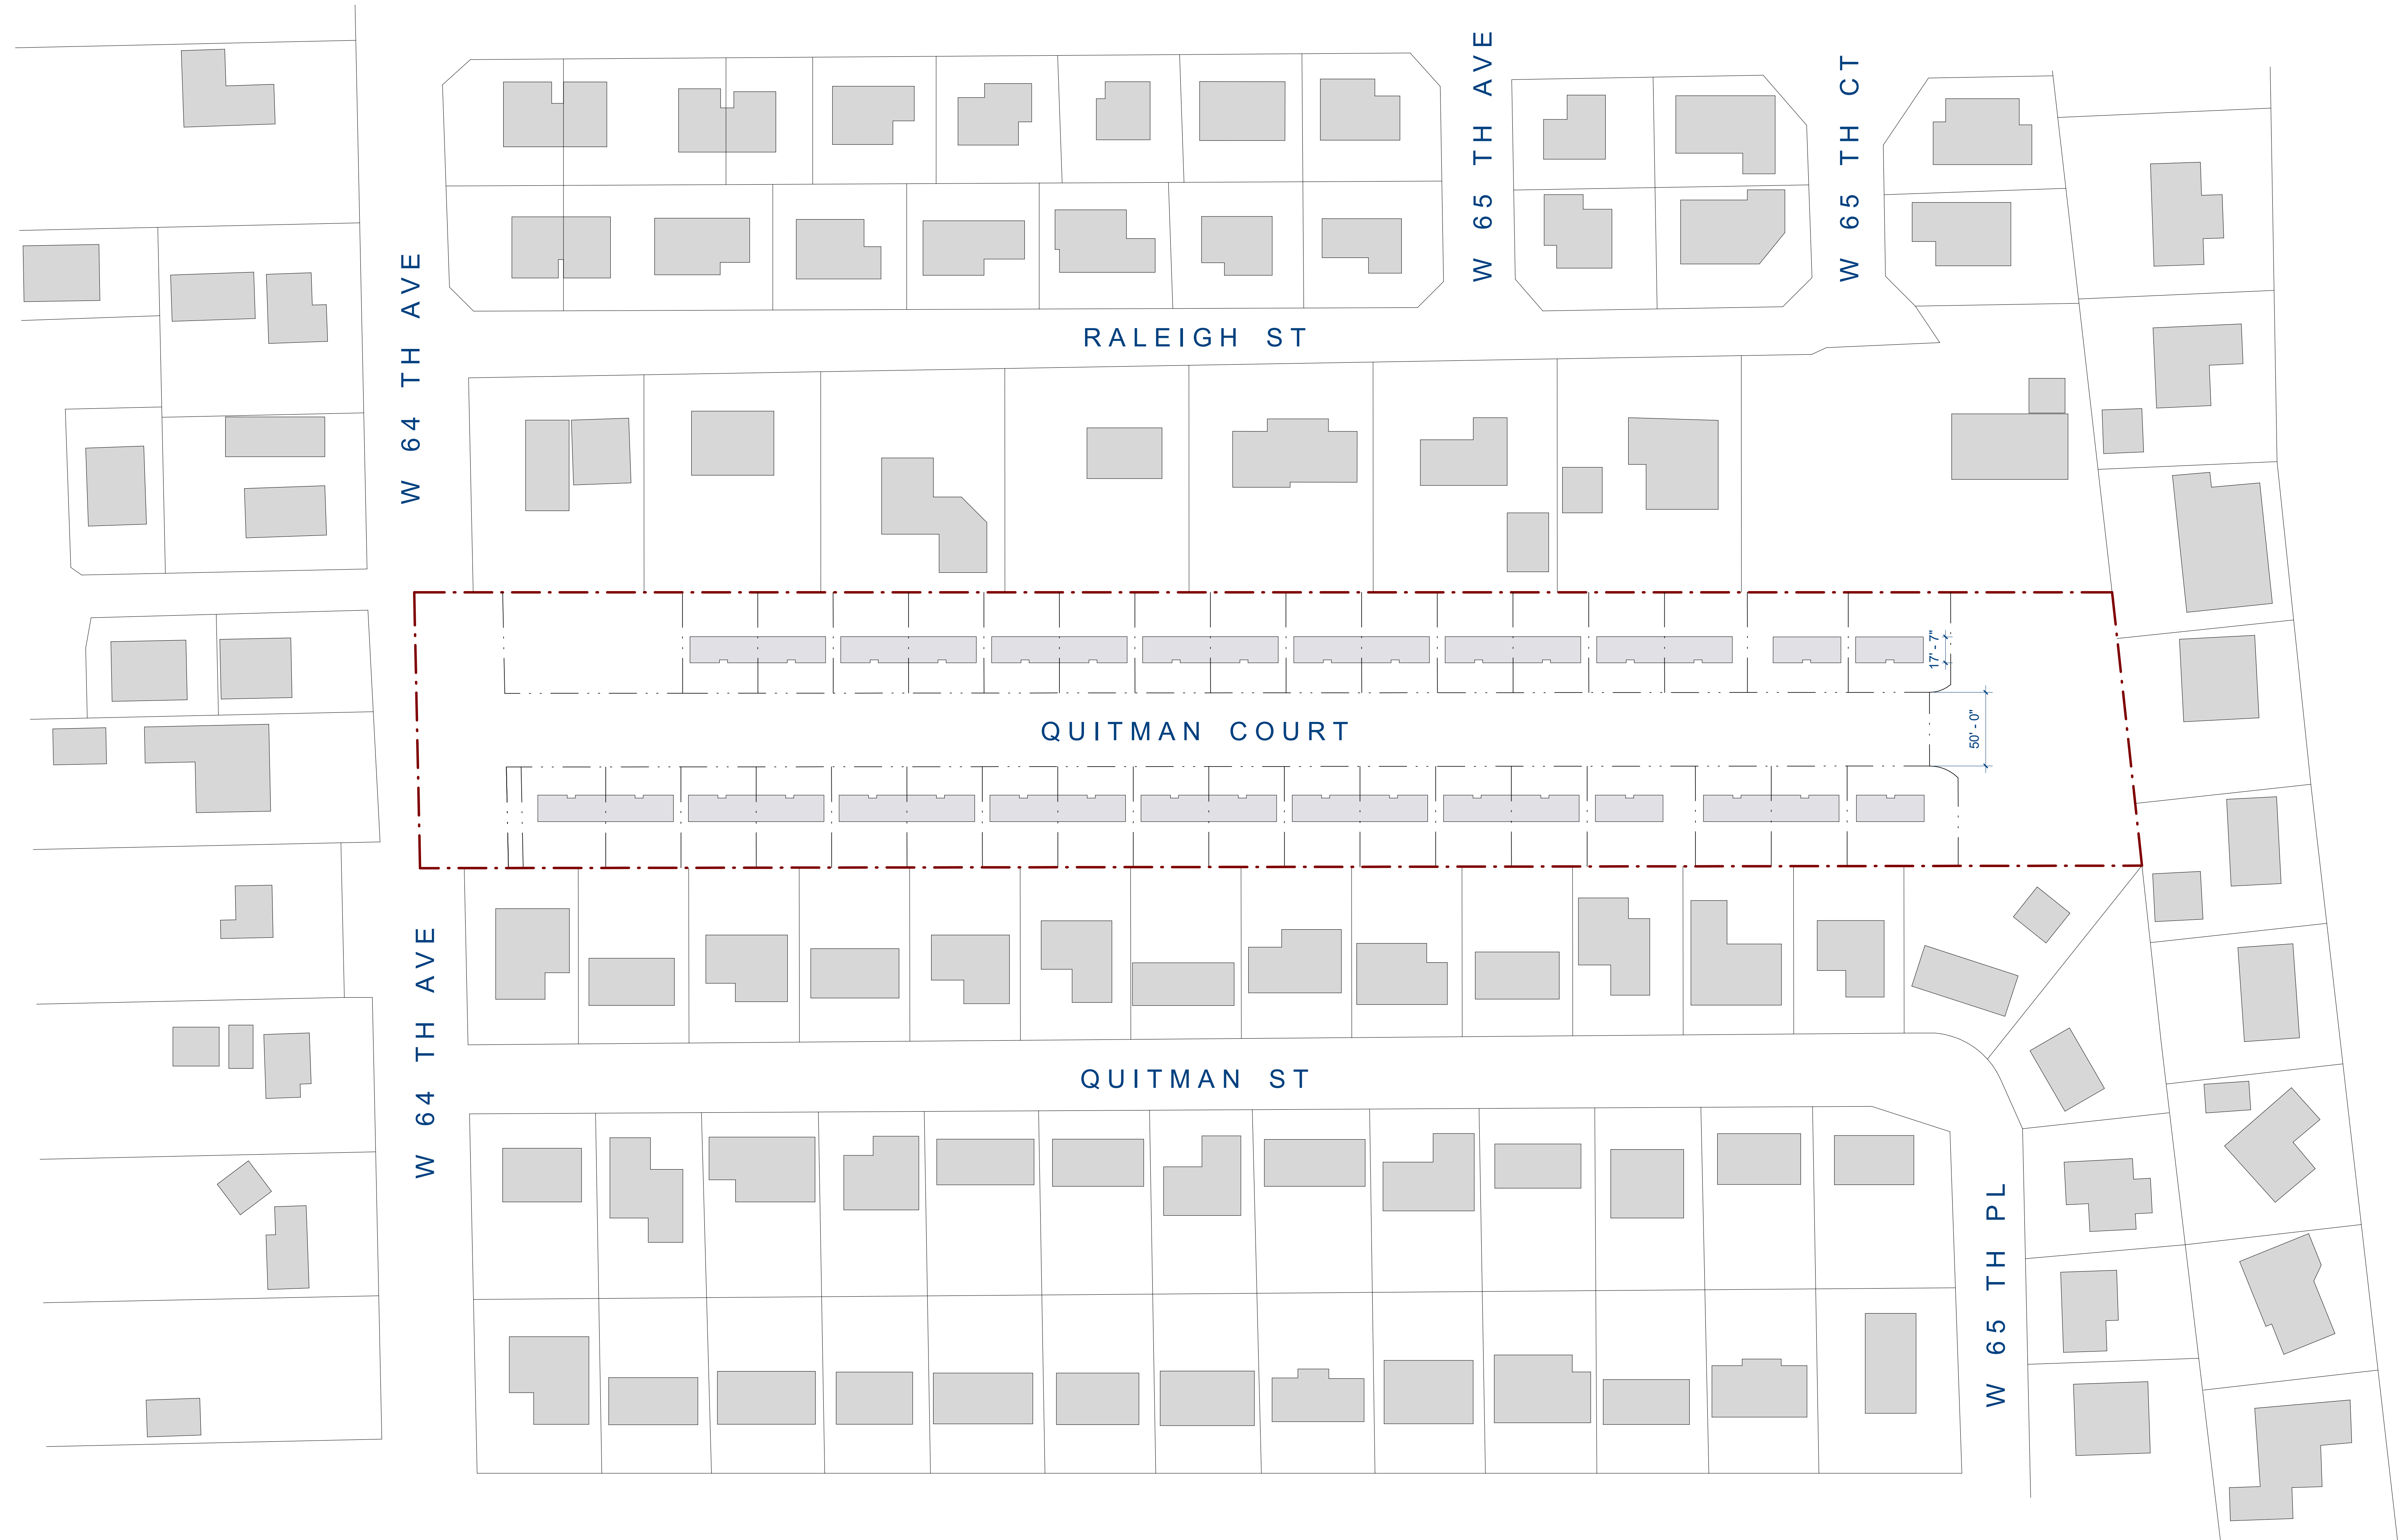 W 65 TH AVE
W 65 TH CT
W 64 TH AVE
RALEIGH ST
17' - 7"
QUITMAN COURT
50' - 0"
W 64 TH AVE
QUITMAN ST
W 65 TH PL